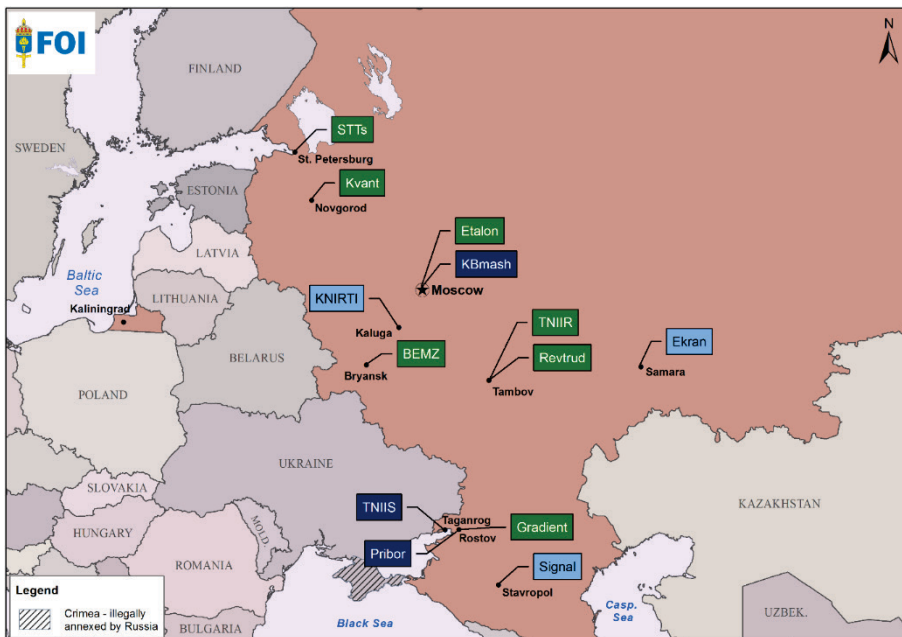 FOI
N
FINLAND
SWEDEN
STTs
St. Petersburg
Kvant
ESTONIA
Novgorod
Etalon
LATVIA
KBmash
Baltic
Sea
Moscow
KNIRTI
LITHUANIA
Kaliningrad
TNIIR
Kaluga
Ekran
BEMZ
Revtrud
BELARUS
Bryansk
Samara
POLAND
Tambov
UKRAINE
SLOVAKIA
KAZAKHSTAN
TNIIS
Taganrog
Gradient
HUNGARY
MOLD.
Rostov
Pribor
ROMANIA
Signal
Legend
Stavropol
Crimea - illegally
annexed by Russia
Casp.
Sea
Black Sea
UZBEK.
BULGARIA